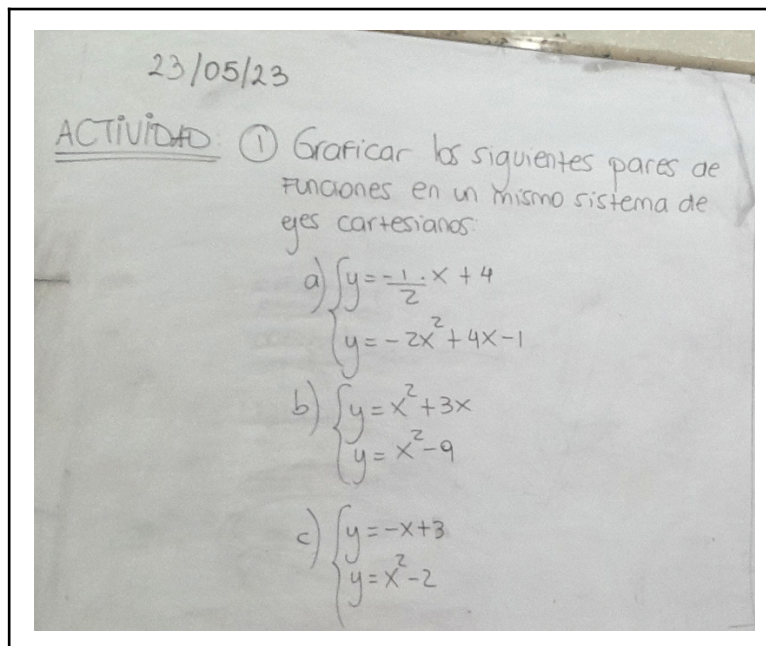 23/05/23
ACTIVIDAD: ① Graficar los siguientes pares de
funciones en un mismo sistema de
ejes cartesianos:
a) { y = -1/2 · x + 4
y = -2x² + 4x - 1
b) { y = x² + 3x
y = x² - 9
c) { y = -x + 3
y = x² - 2